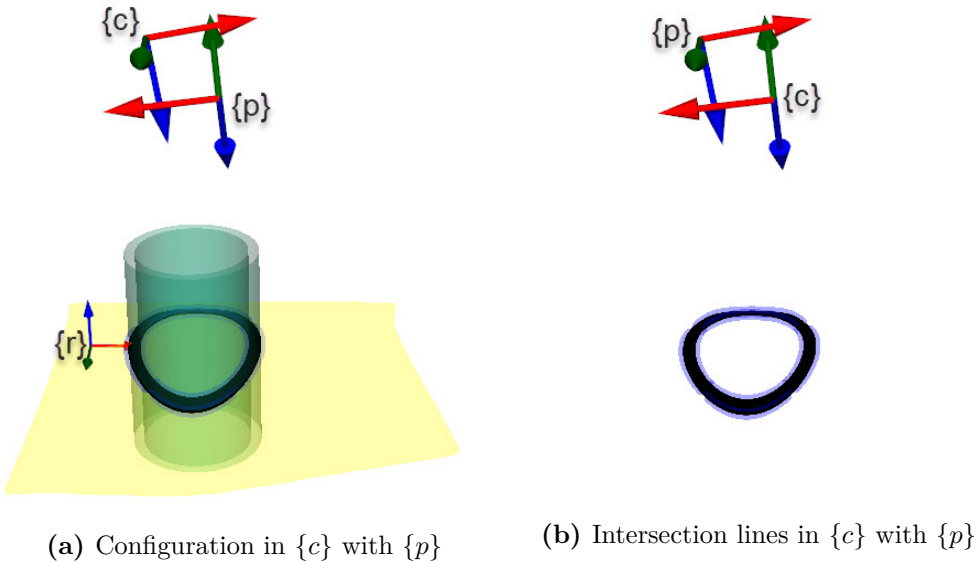 {c}
{p}
{p}
{c}
{r}
(a) Configuration in {c} with {p}
(b) Intersection lines in {c} with {p}